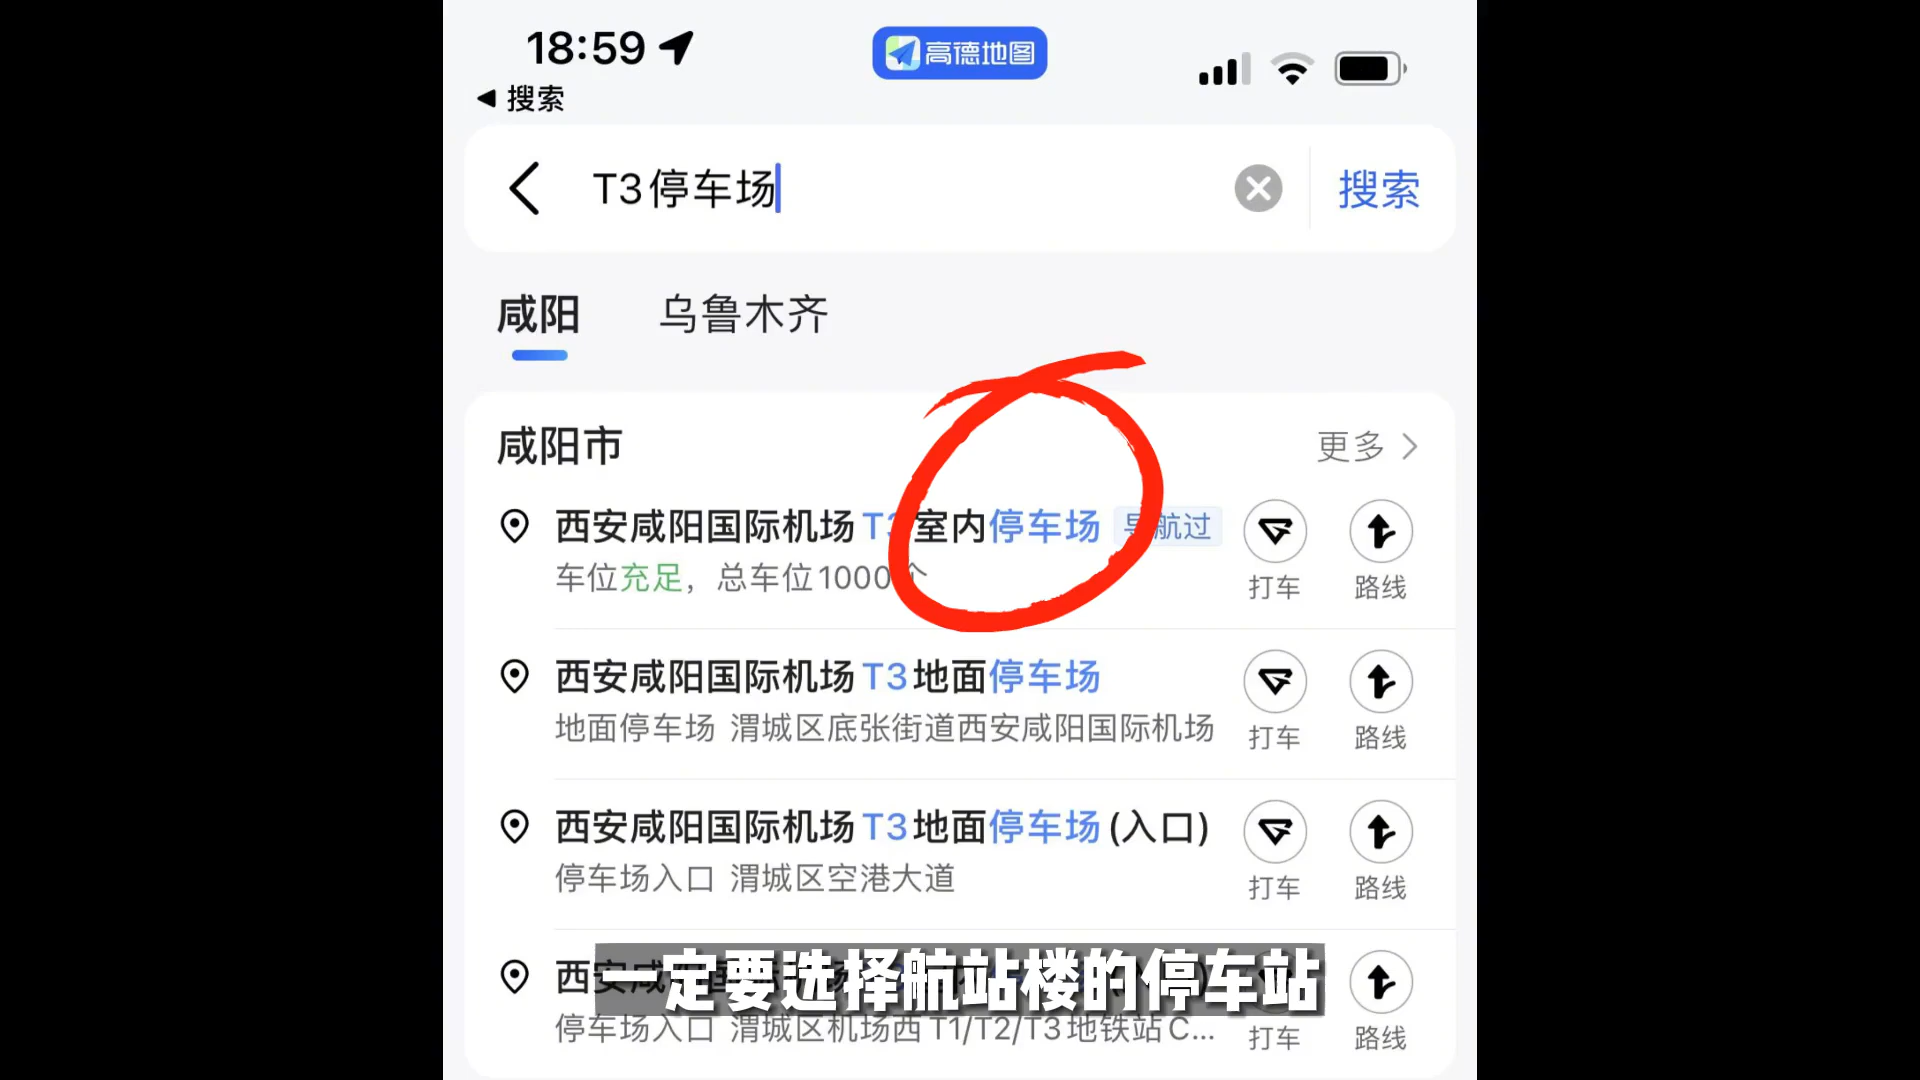 18:59
高德地图
搜索
T3停车场
搜索
咸阳
乌鲁木齐
咸阳市
更多
西安咸阳国际机场T3室内停车场
导航过
车位充足，总车位1000个
打车
路线
西安咸阳国际机场T3地面停车场
地面停车场 渭城区底张街道西安咸阳国际机场
打车
路线
西安咸阳国际机场T3地面停车场(入口)
停车场入口 渭城区空港大道
打车
路线
一定要选择航站楼的停车站
停车场入口 渭城区机场西T1/T2/T3地铁站C...
打车
路线